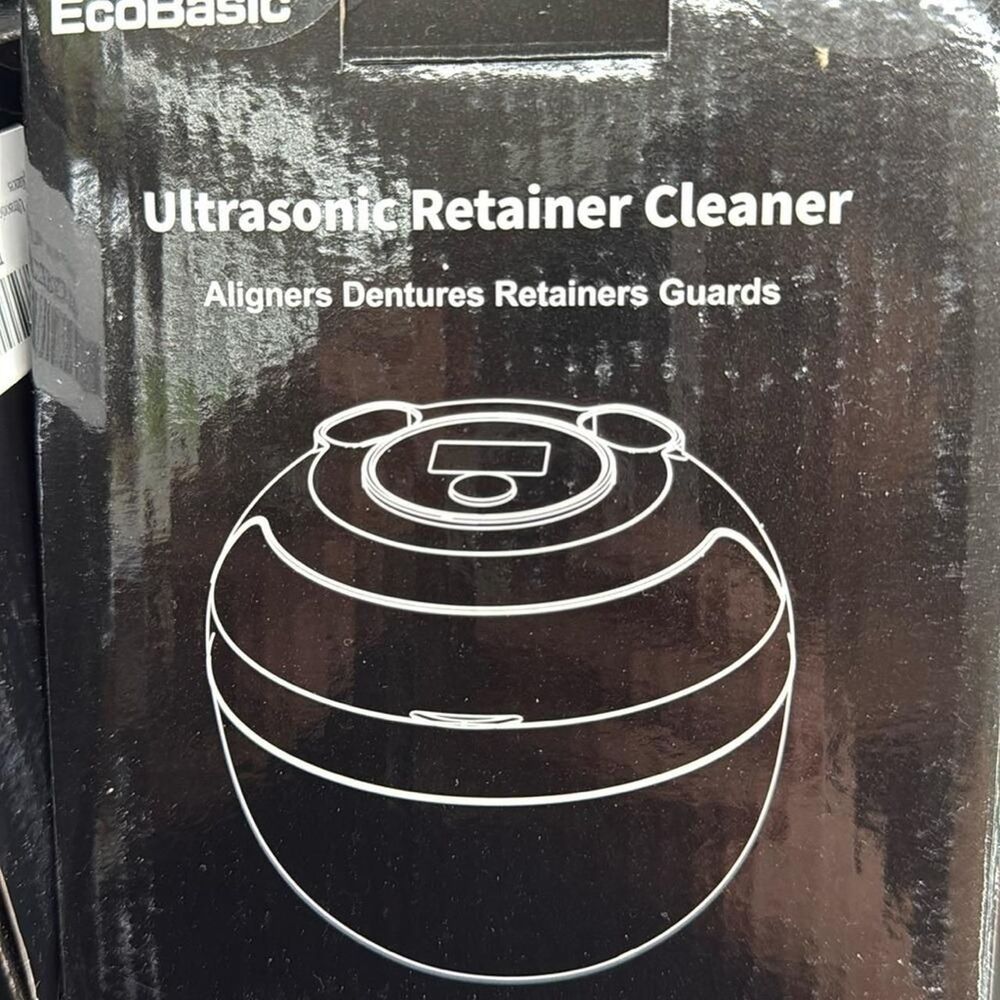 EcoBasic
Ultrasonic Retainer Cleaner
Aligners Dentures Retainers Guards